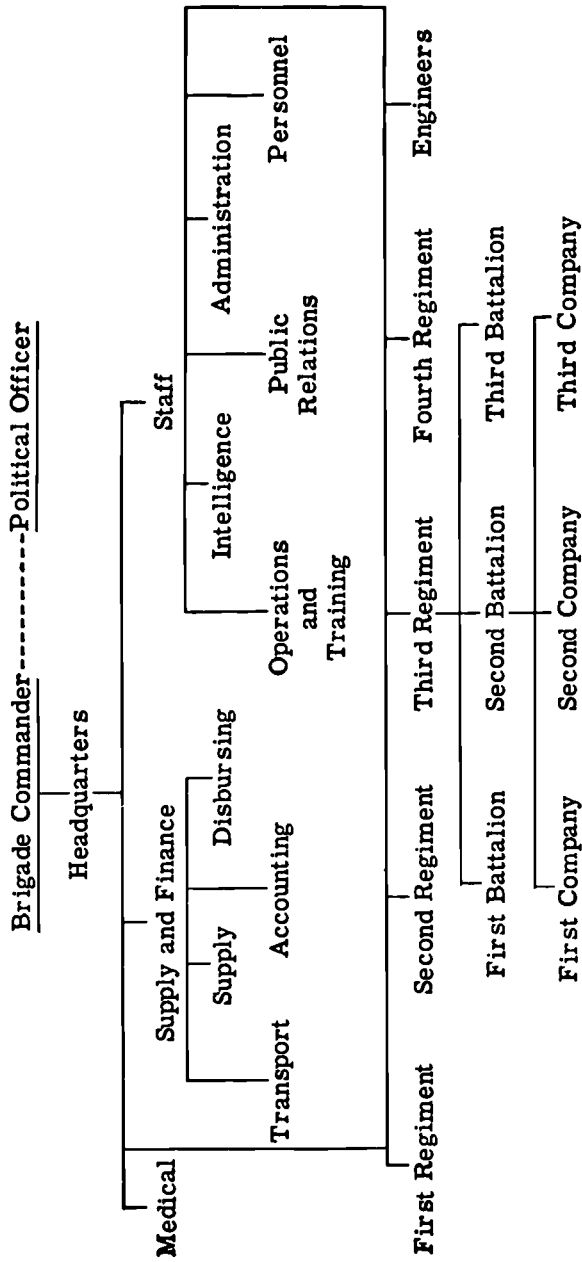 Brigade Commander----------Political Officer
Headquarters
Medical
Supply and Finance
Staff
Transport
Supply
Accounting
Disbursing
Operations
and
Training
Intelligence
Public
Relations
Administration
Personnel
First Regiment
Second Regiment
Third Regiment
Fourth Regiment
Engineers
First Battalion
Second Battalion
Third Battalion
First Company
Second Company
Third Company